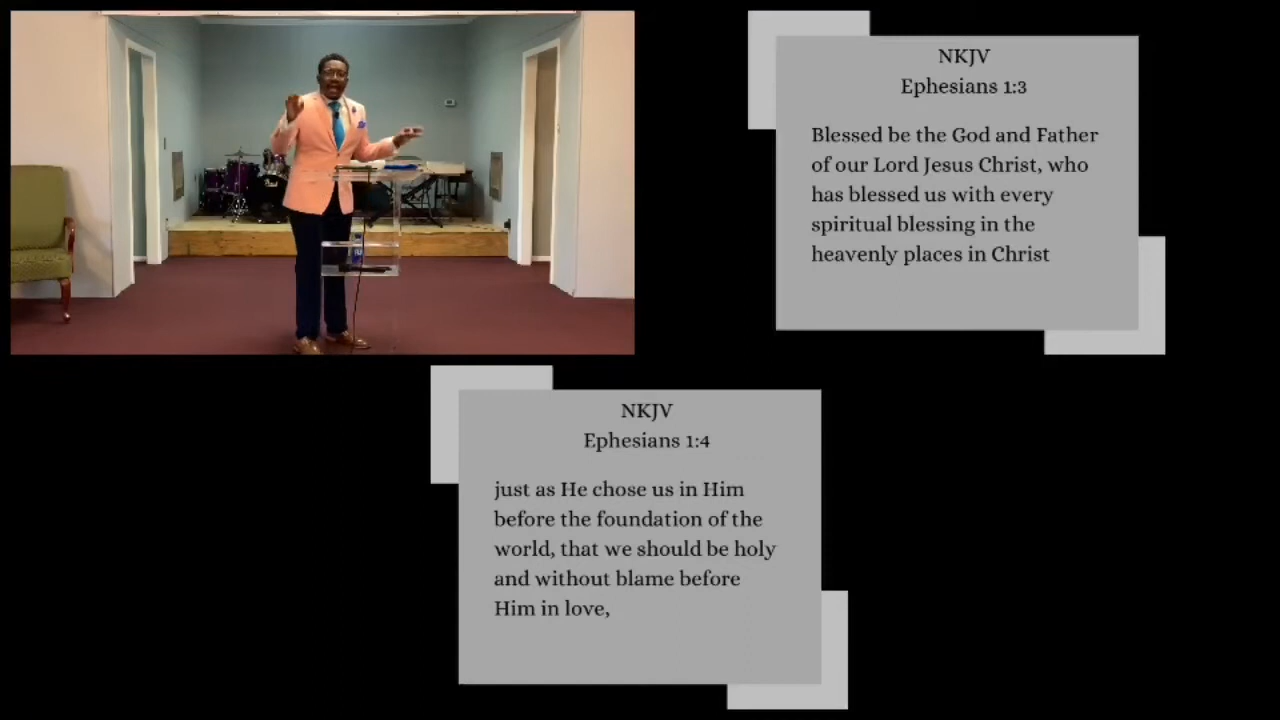 NKJV
Ephesians 1:3
Blessed be the God and Father
of our Lord Jesus Christ, who
has blessed us with every
spiritual blessing in the
heavenly places in Christ
NKJV
Ephesians 1:4
just as He chose us in Him
before the foundation of the
world, that we should be holy
and without blame before
Him in love,